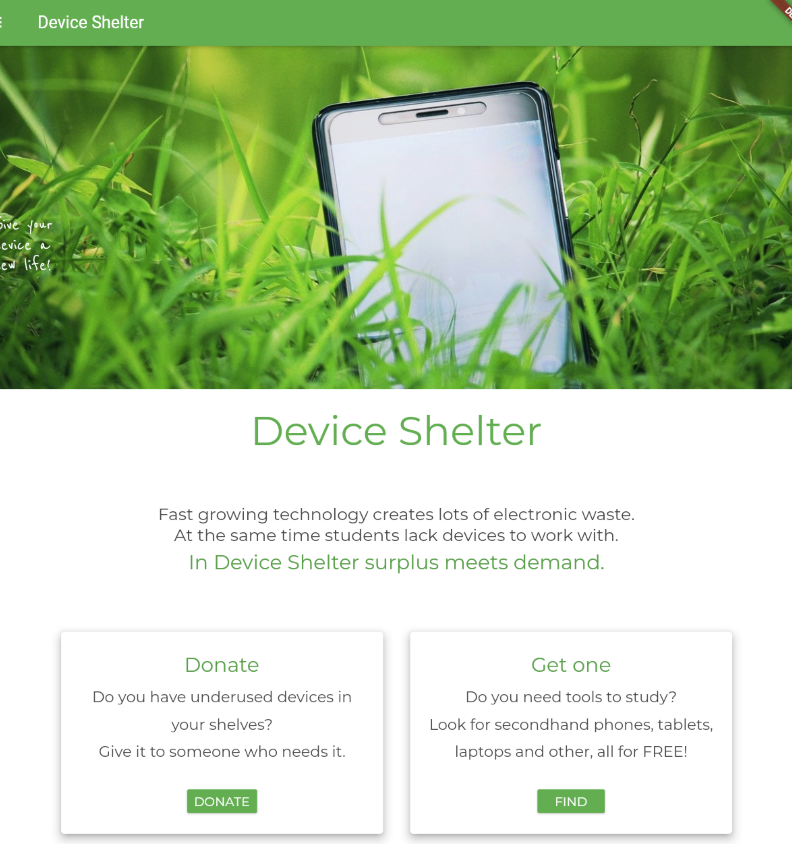 Device Shelter
your
a
life!
Device Shelter
Fast growing technology creates lots of electronic waste.
At the same time students lack devices to work with.
In Device Shelter surplus meets demand.
Donate
Do you have underused devices in
your shelves?
Give it to someone who needs it.
DONATE
Get one
Do you need tools to study?
Look for secondhand phones, tablets,
laptops and other, all for FREE!
FIND